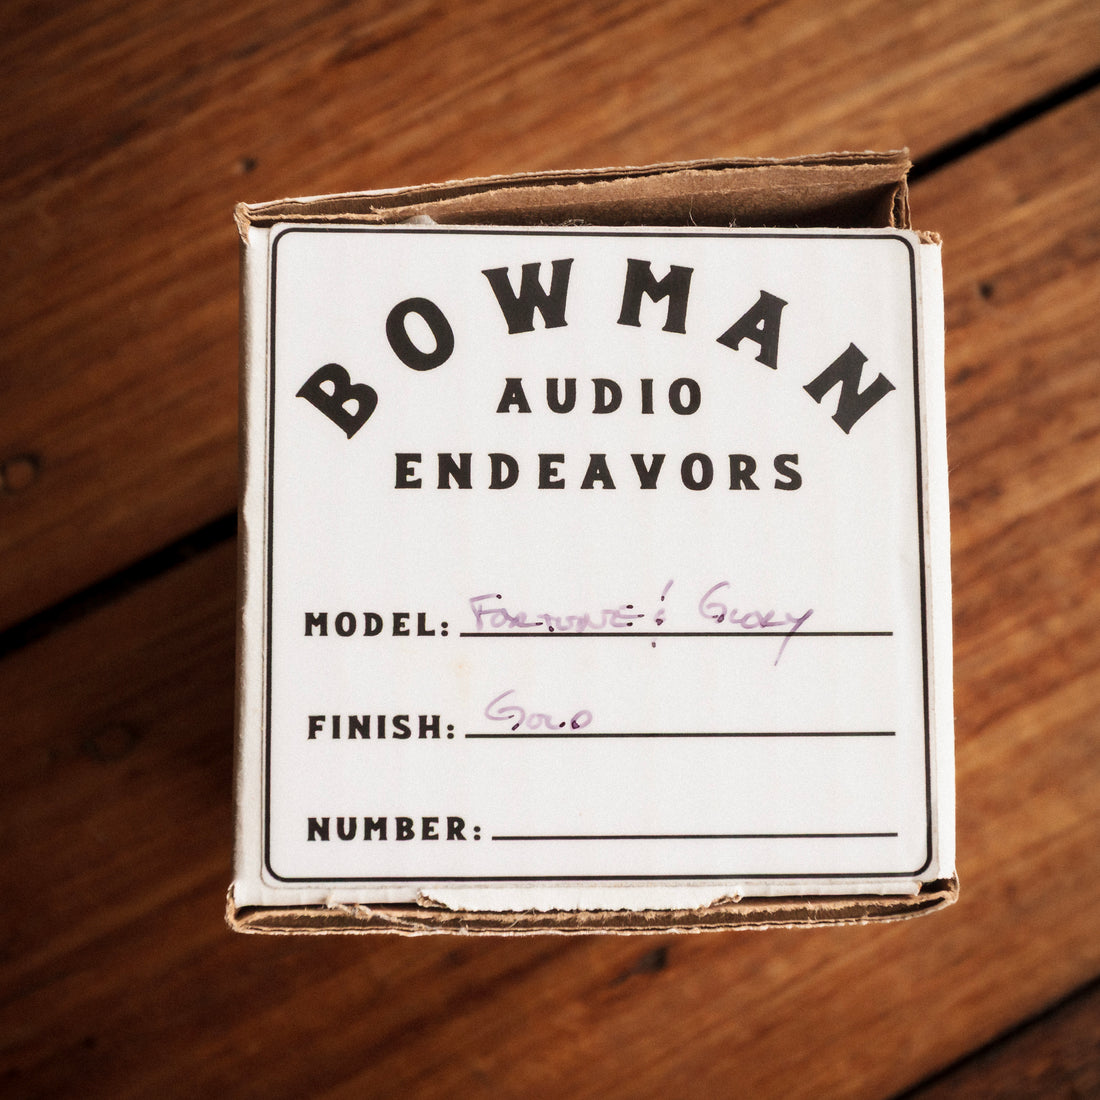 BOWMAN
AUDIO
ENDEAVORS
MODEL: FORTUNE & GLORY
FINISH: GOLD
NUMBER: